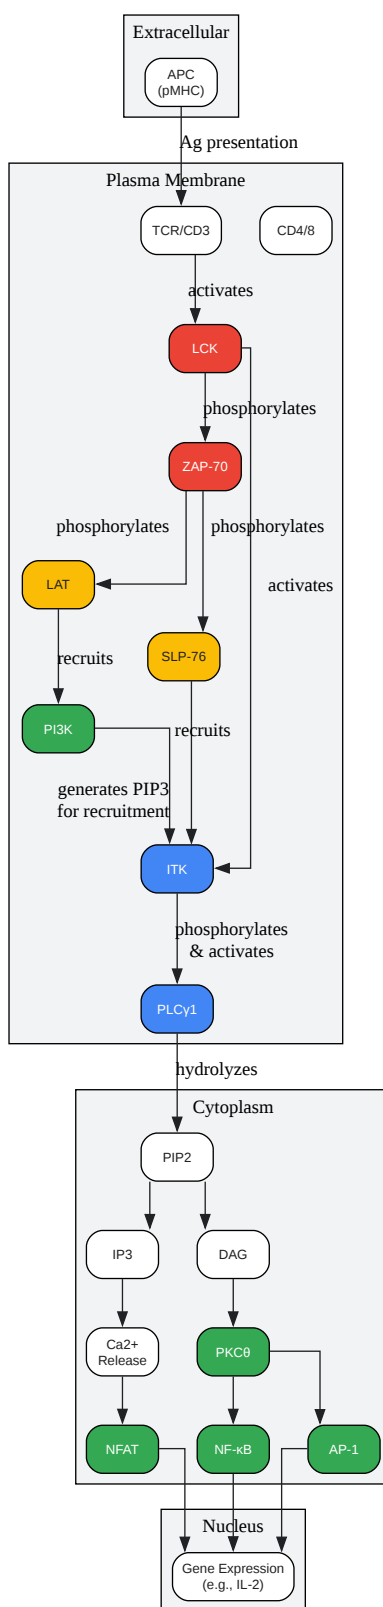 Extracellular
APC
(pMHC)
Ag presentation
Plasma Membrane
TCR/CD3
CD4/8
activates
LCK
phosphorylates
ZAP-70
phosphorylates
phosphorylates
LAT
activates
SLP-76
recruits
PI3K
recruits
generates PIP3
for recruitment
ITK
phosphorylates
& activates
PLCγ1
hydrolyzes
Cytoplasm
PIP2
IP3
DAG
Ca2+
Release
PKCθ
NFAT
NF-κB
AP-1
Nucleus
Gene Expression
(e.g., IL-2)